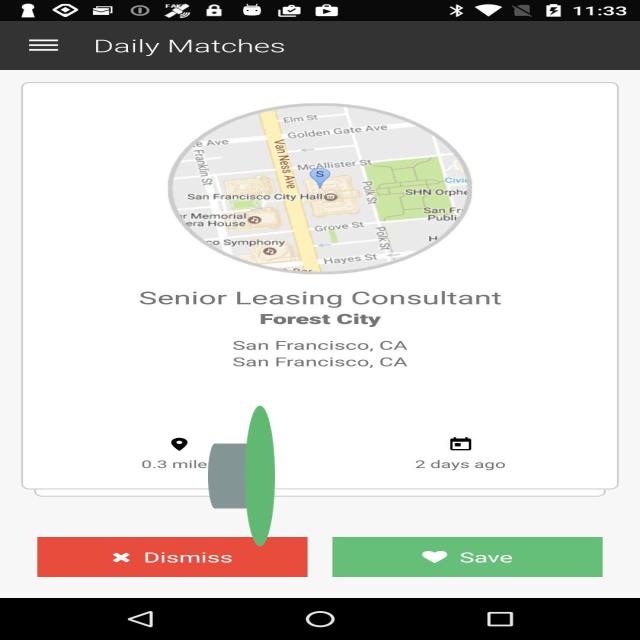 11:33
Daily Matches
Elm St
Golden Gate Ave
Ave
Franklin St
Van Ness Ave
McAllister St
S
Civic
San Francisco City Hall
Polk St
SHN Orphe
r Memorial
era House
San Fr
Publi
Grove St
Polk St
co Symphony
H
Hayes St
Senior Leasing Consultant
Forest City
San Francisco, CA
San Francisco, CA
0.3 mile
2 days ago
Dismiss
Save